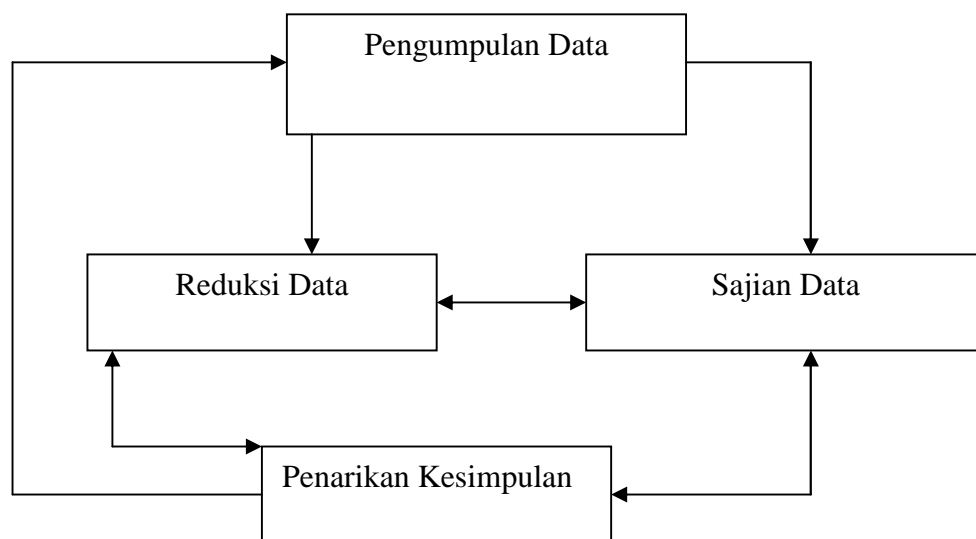 Pengumpulan Data
Reduksi Data
Sajian Data
Penarikan Kesimpulan